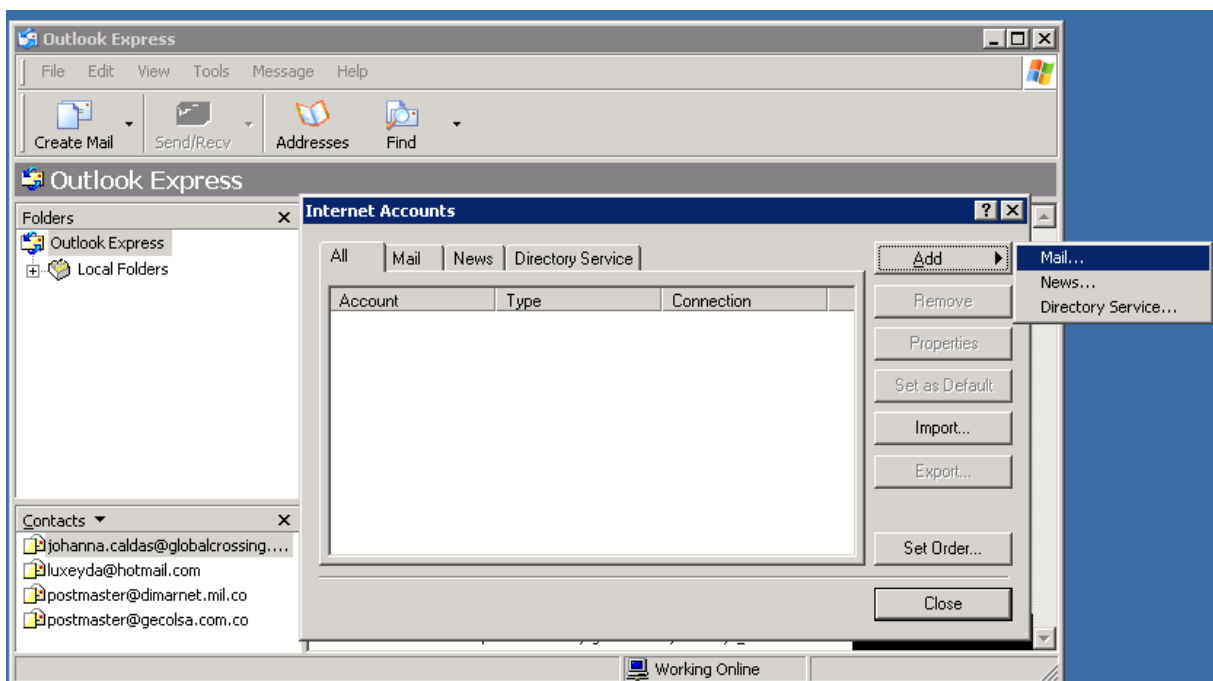 Outlook Express
File Edit View Tools Message Help
Create Mail Send/Recv Addresses Find
Outlook Express
Folders
Outlook Express
Local Folders
Internet Accounts
All Mail News Directory Service
Account Type Connection
Add
Remove
Properties
Set as Default
Import...
Export...
Set Order...
Close
Mail...
News...
Directory Service...
Contacts
johanna.caldas@globalcrossing....
luxeyda@hotmail.com
postmaster@dimarnet.mil.co
postmaster@gecolsa.com.co
Working Online